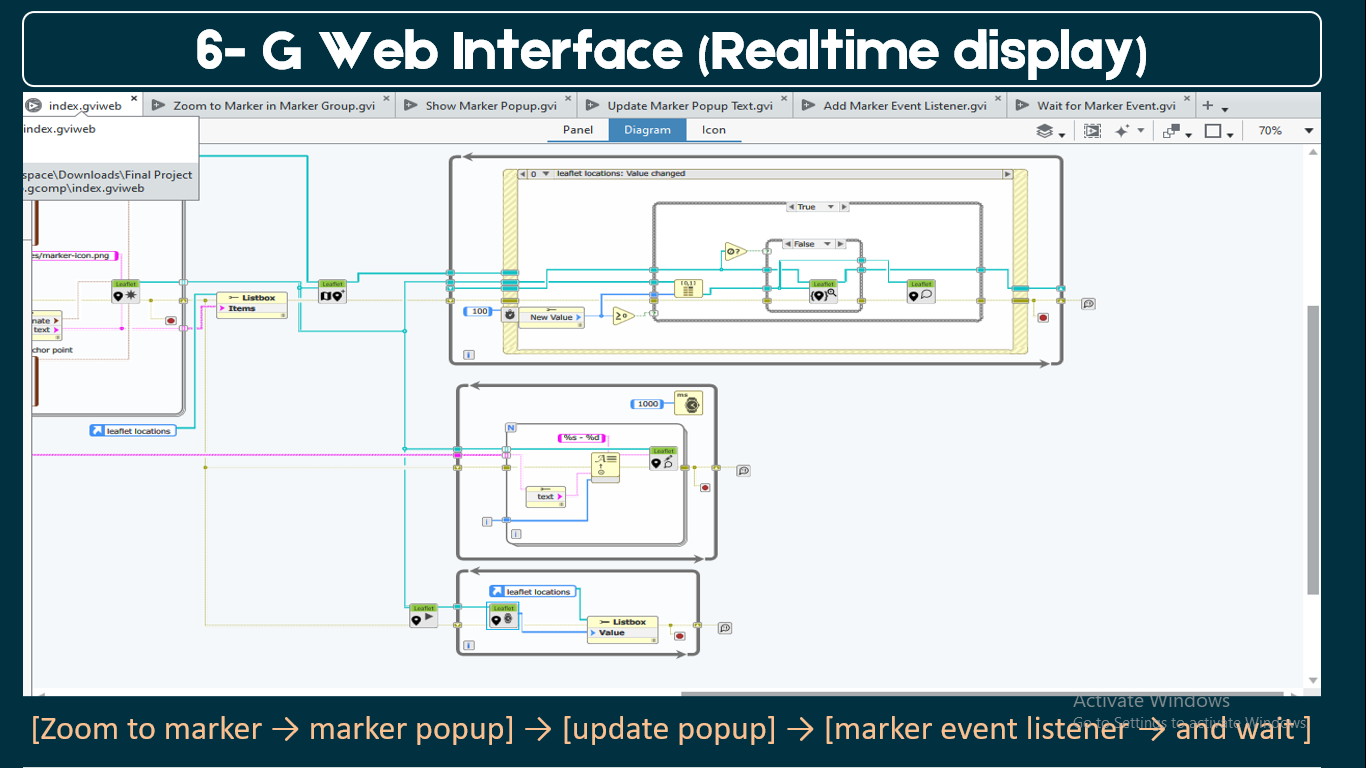 6- G Web Interface (Realtime display)
index.gviweb
Zoom to Marker in Marker Group.gvi
Show Marker Popup.gvi
Update Marker Popup Text.gvi
Add Marker Event Listener.gvi
Wait for Marker Event.gvi
index.gviweb
Panel
Diagram
Icon
70%
space\Downloads\Final Project
.gcomp\index.gviweb
0
leaflet locations: Value changed
True
False
es/marker-icon.png
Leaflet
Leaflet
Listbox
Items
Leaflet
Leaflet
100
New Value
≥0
nate
text
chor point
i
leaflet locations
1000
ms
N
%s - %d
Leaflet
text
i
i
leaflet locations
Leaflet
Leaflet
Listbox
Value
i
Activate Windows
Go to Settings to activate Windows.
[Zoom to marker → marker popup] → [update popup] → [marker event listener → and wait ]